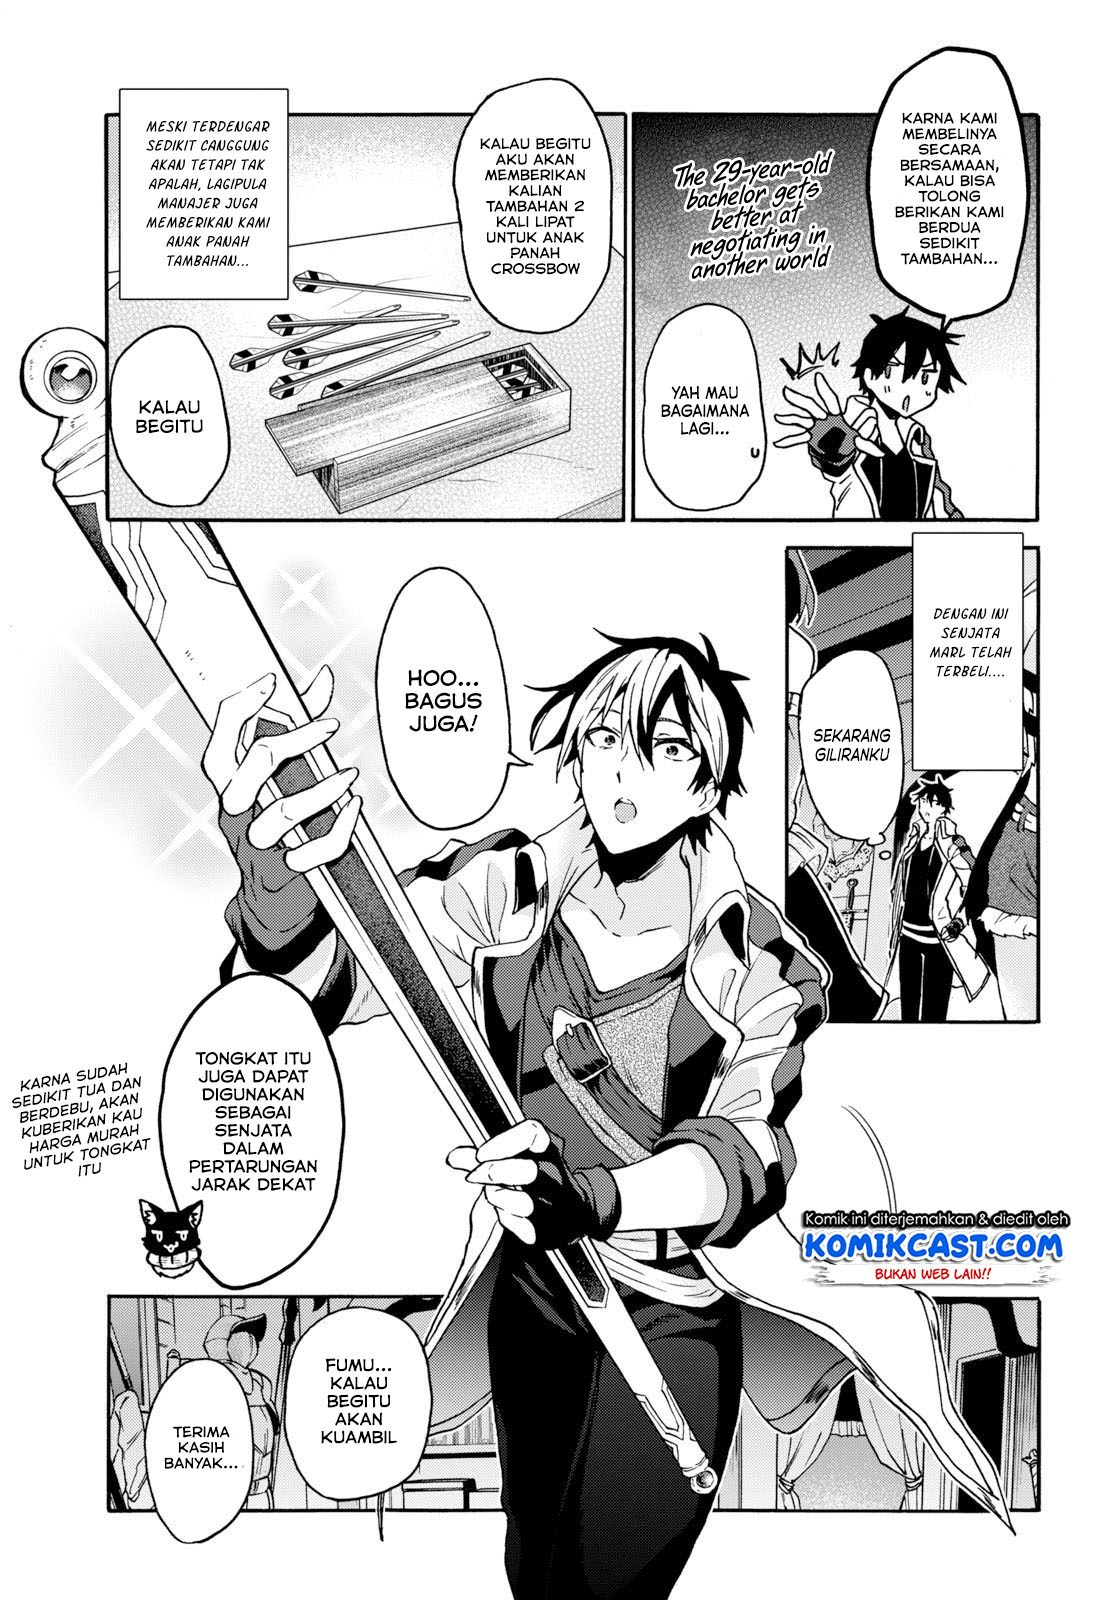 KARNA KAMI
MEMBELINYA
SECARA
BERSAMAAN,
KALAU BISA
TOLONG
BERIKAN KAMI
BERDUA SEDIKIT
TAMBAHAN...
The 29-year-old
bachelor gets
better at
negotiating in
another world
YAH MAU
BAGAIMANA
LAGI...
KALAU BEGITU
AKU AKAN
MEMBERIKAN
KALIAN
TAMBAHAN 2
KALI LIPAT
UNTUK ANAK
PANAH
CROSSBOW
MESKI TERDENGAR
SEDIKIT CANGGUNG
AKAN TETAPI TAK
APALAH, LAGIPULA
MANAJER JUGA
MEMBERIKAN KAMI
ANAK PANAH
TAMBAHAN...
KALAU
BEGITU
DENGAN INI
SENJATA
MARL TELAH
TERBELI....
SEKARANG
GILIRANKU
HOO...
BAGUS
JUGA!
TONGKAT ITU
JUGA DAPAT
DIGUNAKAN
SEBAGAI
SENJATA
DALAM
PERTARUNGAN
JARAK DEKAT
KARNA SUDAH
SEDIKIT TUA DAN
BERDEBU, AKAN
KUBERIKAN KAU
HARGA MURAH
UNTUK TONGKAT
ITU
Komik ini diterjemahkan & diedit oleh
KOMIKCAST.COM
BUKAN WEB LAIN!!
FUMU...
KALAU
BEGITU
AKAN
KUAMBIL
TERIMA
KASIH
BANYAK...